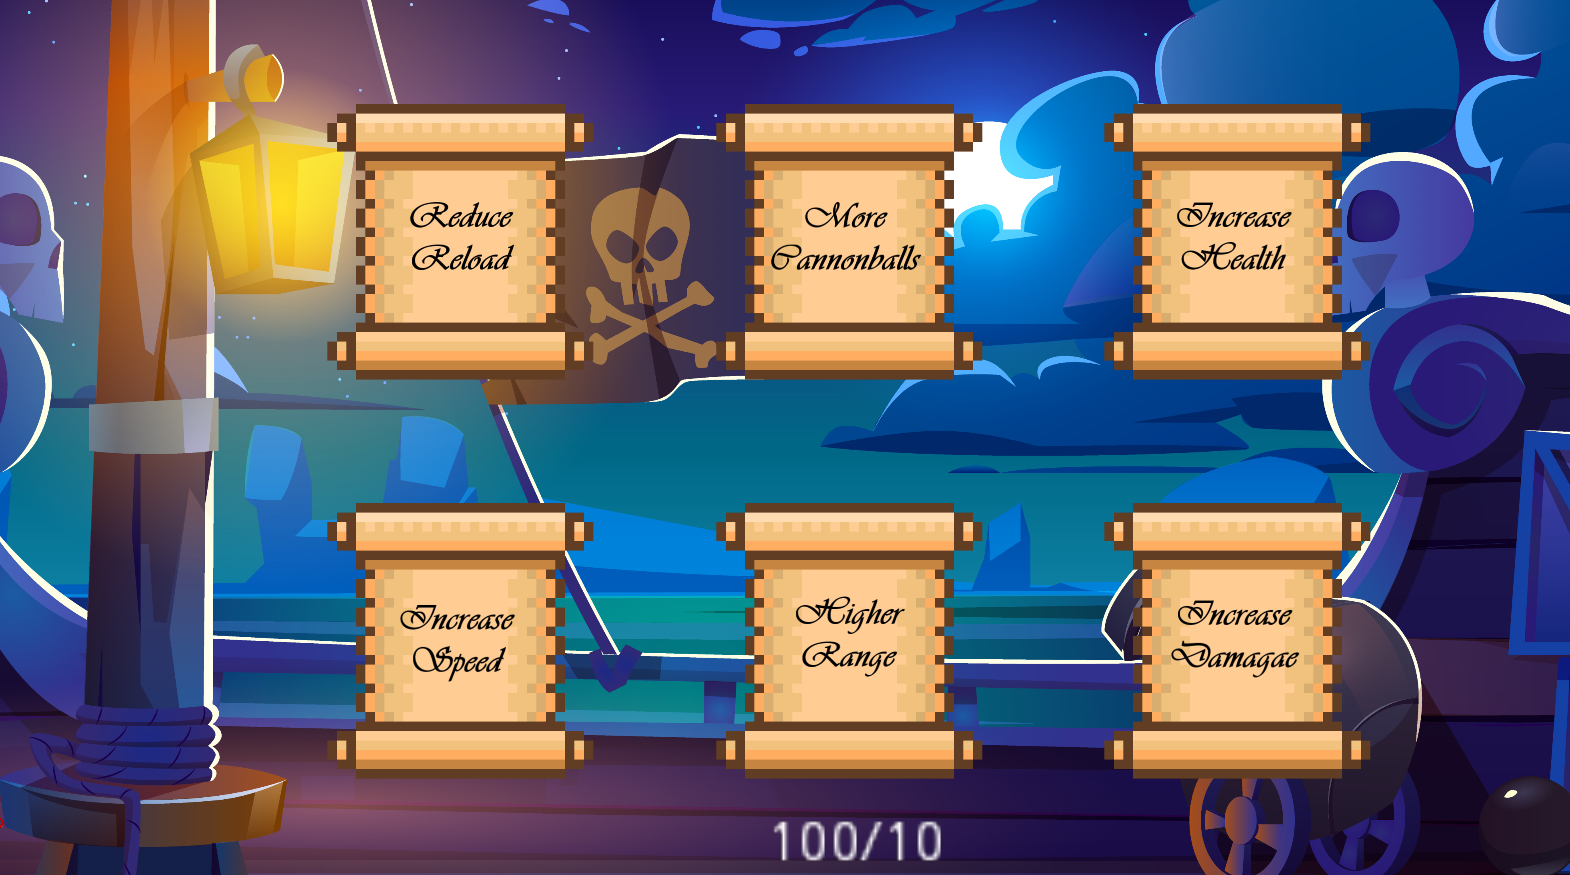 Reduce
Reload
More
Cannonballs
Increase
Health
Increase
Speed
Higher
Range
Increase
Damagae
100/10